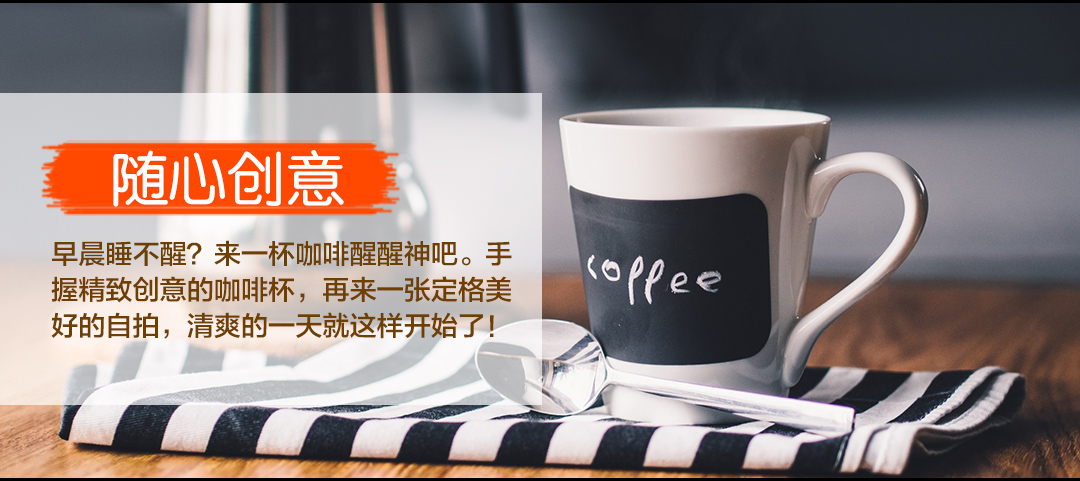 随心创意
早晨睡不醒？来一杯咖啡醒醒神吧。手
握精致创意的咖啡杯，再来一张定格美
好的自拍，清爽的一天就这样开始了！
coffee